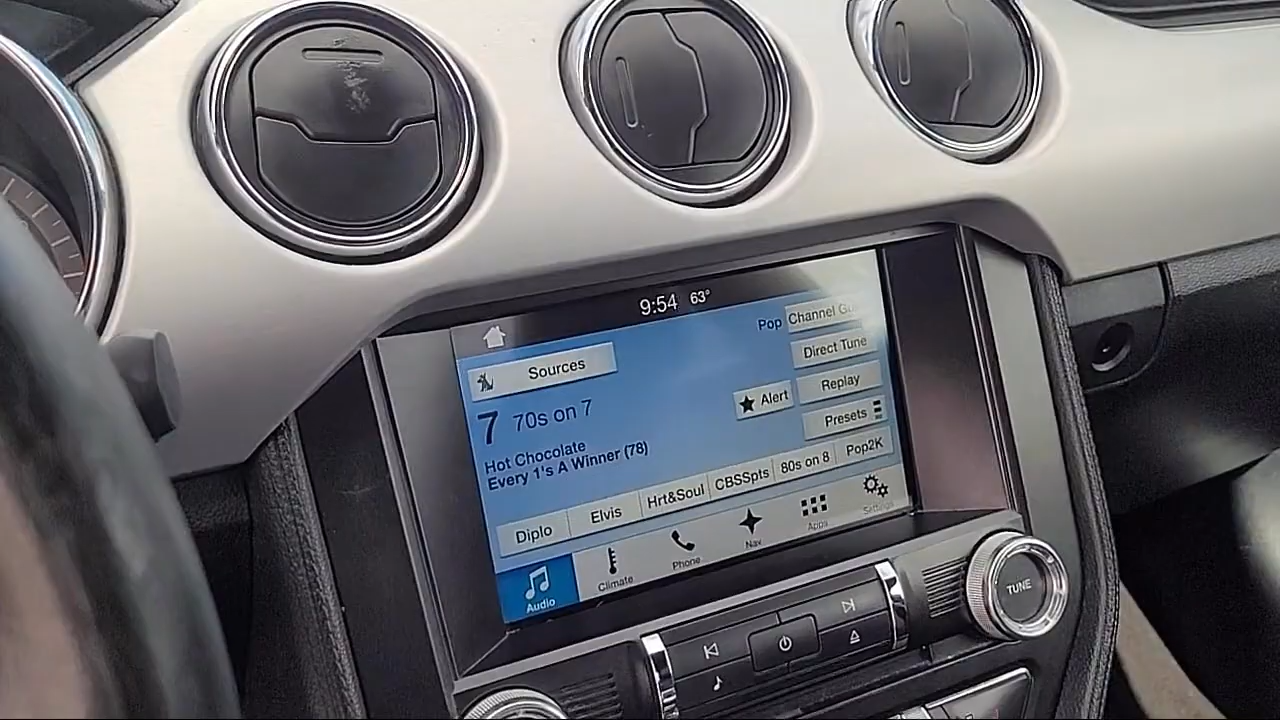 9:54 63°
Pop
Channel Gu
Sources
Direct Tune
7 70s on 7
Replay
Alert
Presets
Hot Chocolate
Every 1's A Winner (78)
Diplo Elvis Hrt&Soul CBSSpts 80s on 8 Pop2K
Audio Climate Phone Nav Apps Settings
TUNE